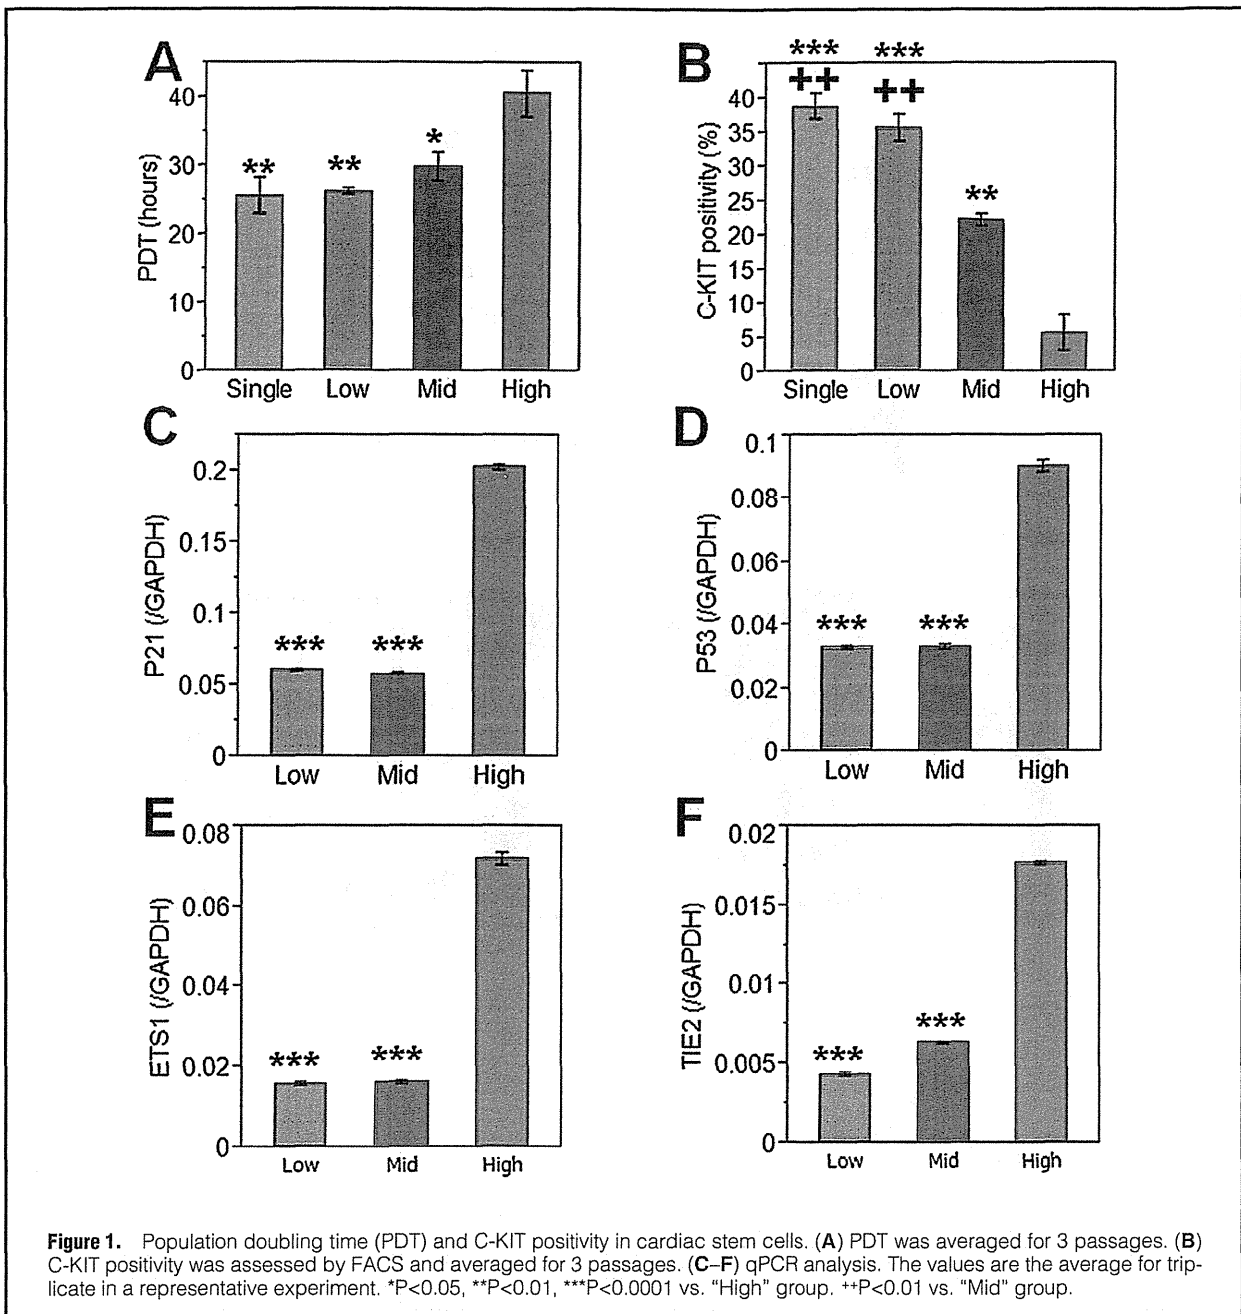 A
PDT (hours)
40
30
20
10
0
**
**
*
Single Low Mid High
B
C-KIT positivity (%)
40
35
30
25
20
15
10
5
0
***
++
***
++
**
Single Low Mid High
C
P21 (/GAPDH)
0.2
0.15
0.1
0.05
0
***
***
Low Mid High
D
P53 (/GAPDH)
0.1
0.08
0.06
0.04
0.02
0
***
***
Low Mid High
E
ETS1 (/GAPDH)
0.08
0.06
0.04
0.02
0
***
***
Low Mid High
F
TIE2 (/GAPDH)
0.02
0.015
0.01
0.005
0
***
***
Low Mid High
Figure 1. Population doubling time (PDT) and C-KIT positivity in cardiac stem cells. (A) PDT was averaged for 3 passages. (B)
C-KIT positivity was assessed by FACS and averaged for 3 passages. (C–F) qPCR analysis. The values are the average for trip-
licate in a representative experiment. *P<0.05, **P<0.01, ***P<0.0001 vs. "High" group. ++P<0.01 vs. "Mid" group.